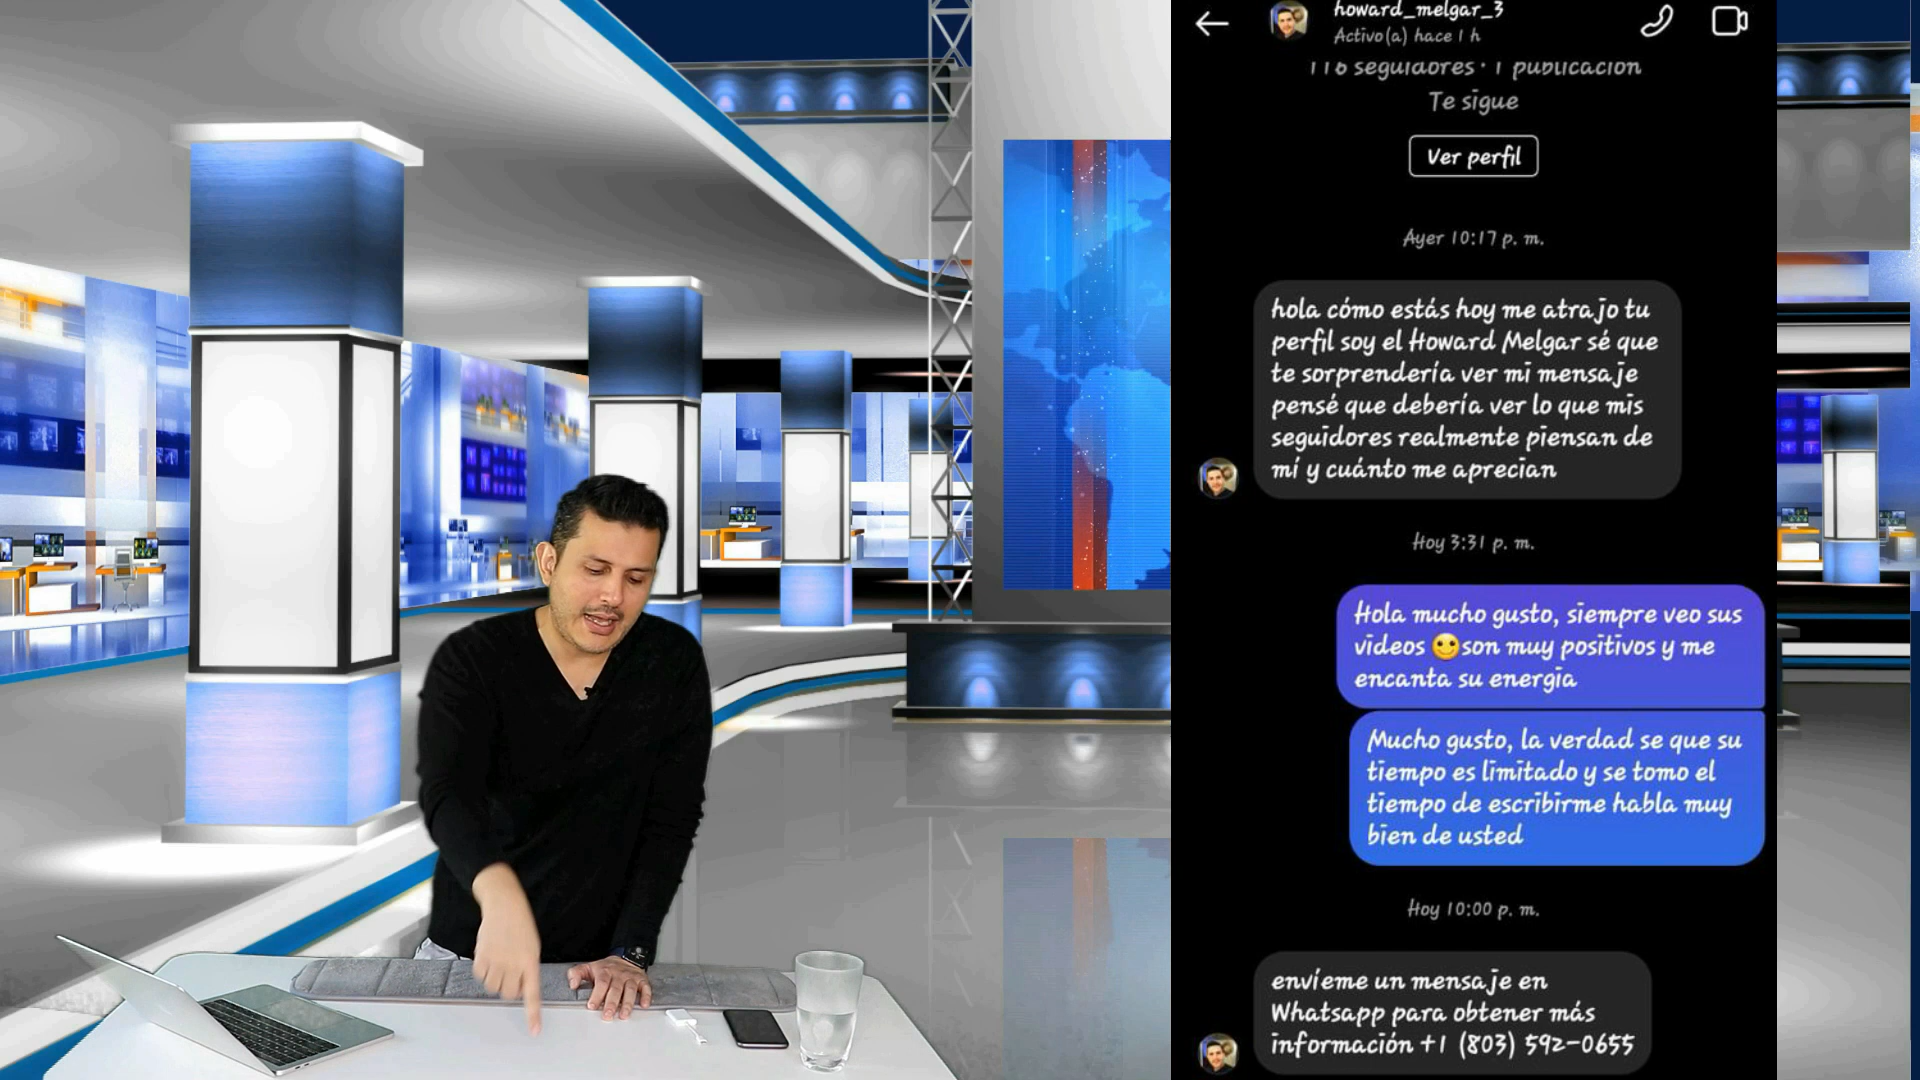 howard_melgar_3
Activo(a) hace 1 h
116 seguidores · 1 publicación
Te sigue
Ver perfil
Ayer 10:17 p. m.
hola cómo estás hoy me atrajo tu
perfil soy el Howard Melgar sé que
te sorprendería ver mi mensaje
pensé que debería ver lo que mis
seguidores realmente piensan de
mí y cuánto me aprecian
Hoy 3:31 p. m.
Hola mucho gusto, siempre veo sus
videos 🙂son muy positivos y me
encanta su energía
Mucho gusto, la verdad se que su
tiempo es limitado y se tomo el
tiempo de escribirme habla muy
bien de usted
Hoy 10:00 p. m.
envíeme un mensaje en
Whatsapp para obtener más
información +1 (803) 592-0655